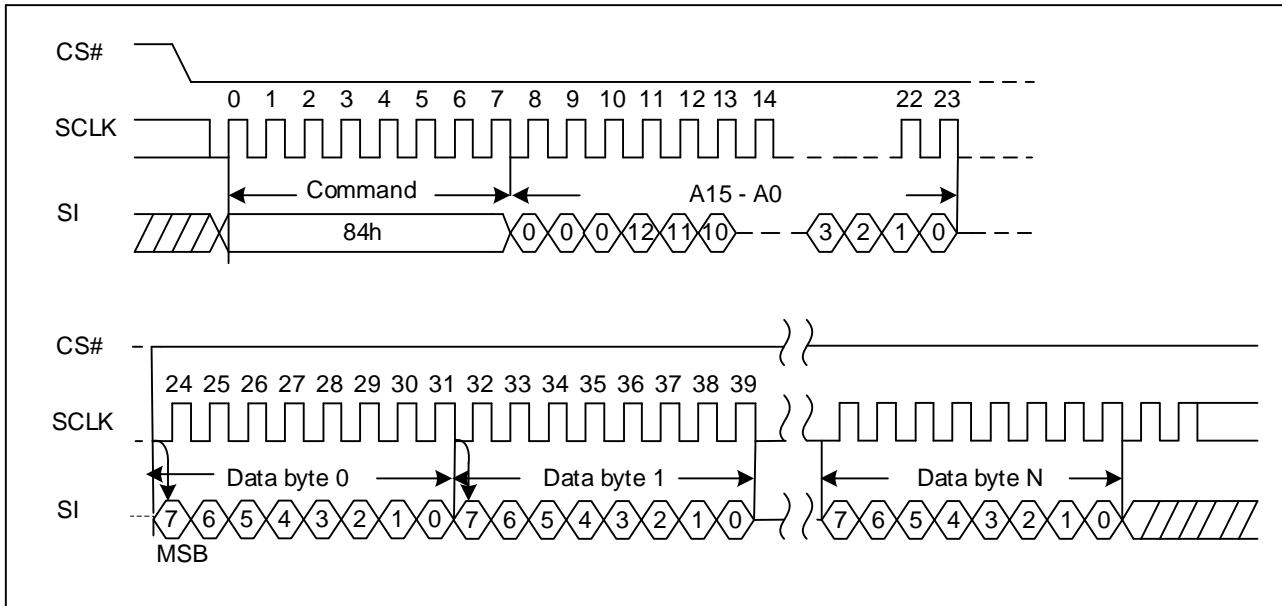 CS#
0 1 2 3 4 5 6 7 8 9 10 11 12 13 14 22 23
SCLK
Command A15 - A0
SI
84h 0 0 0 12 11 10 3 2 1 0
CS#
24 25 26 27 28 29 30 31 32 33 34 35 36 37 38 39
SCLK
Data byte 0 Data byte 1 Data byte N
SI
7 6 5 4 3 2 1 0 7 6 5 4 3 2 1 0 7 6 5 4 3 2 1 0
MSB